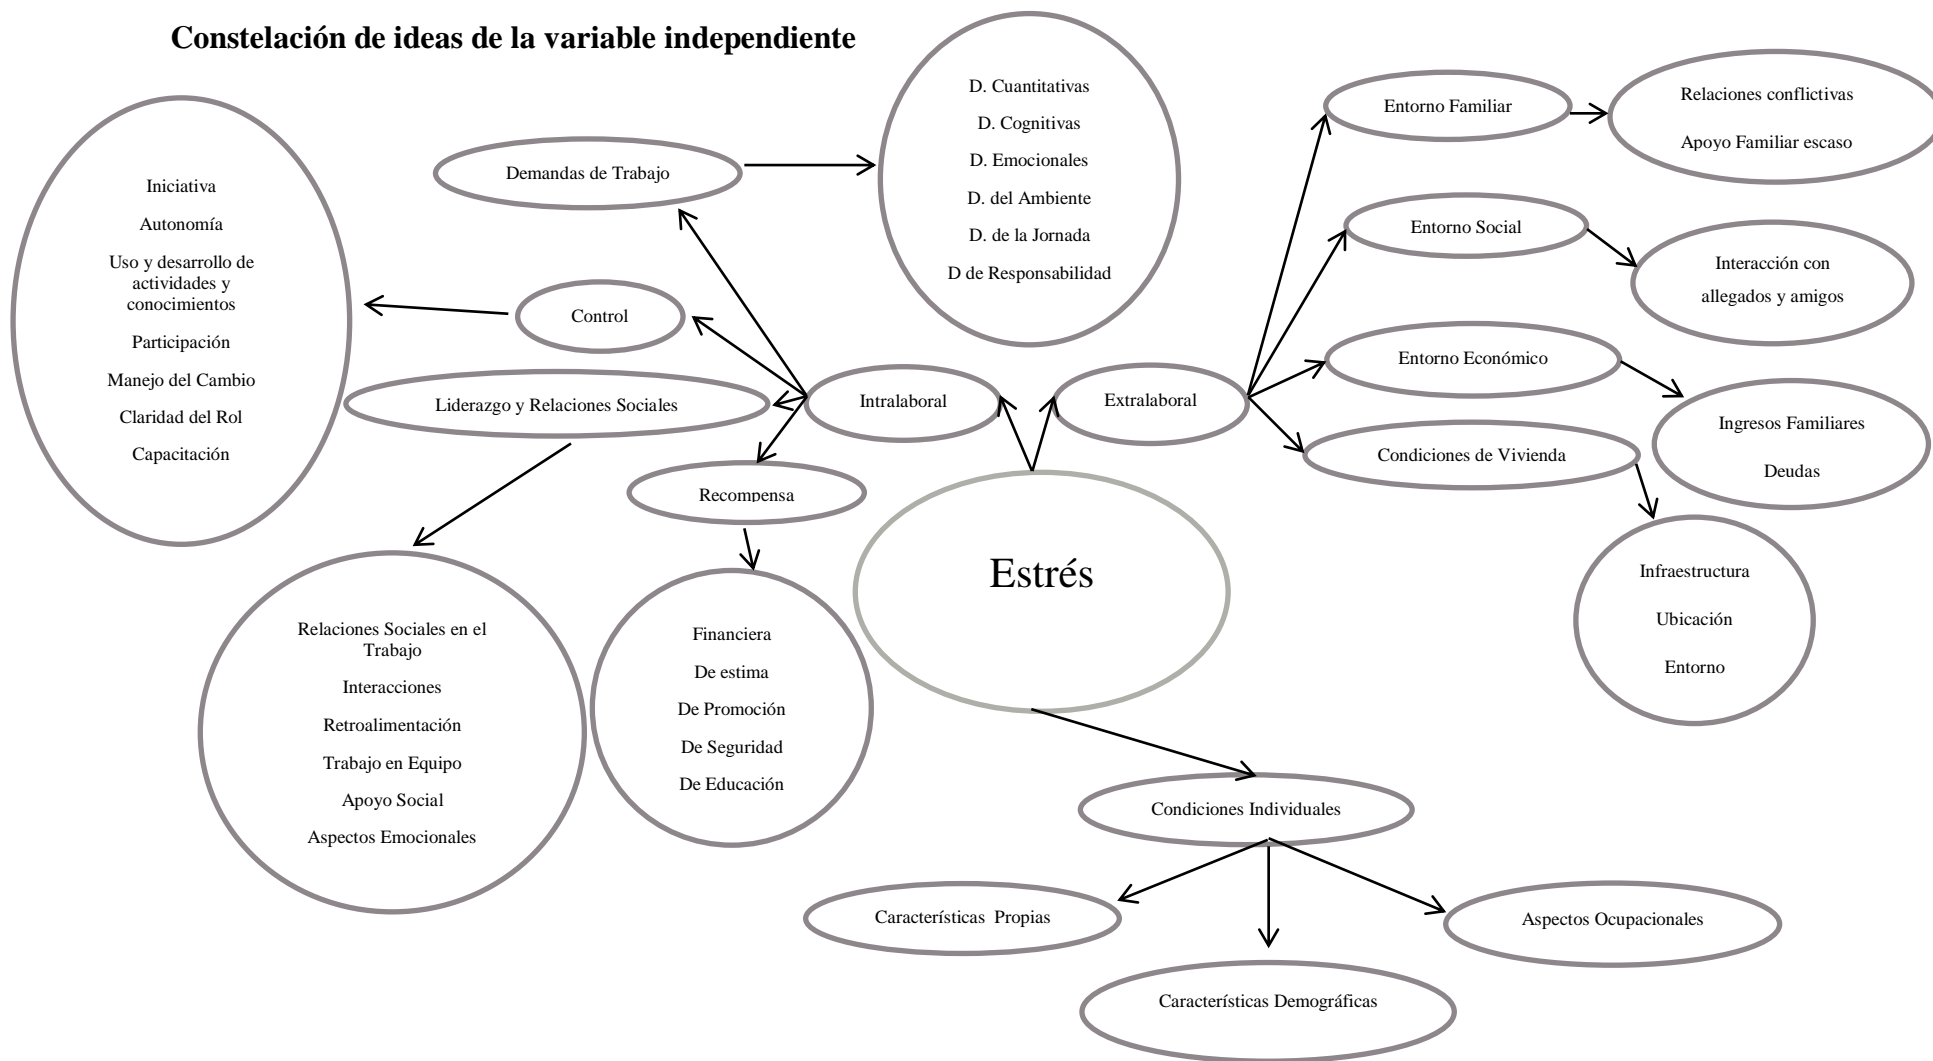 Constelación de ideas de la variable independiente
D. Cuantitativas
D. Cognitivas
D. Emocionales
D. del Ambiente
D. de la Jornada
D de Responsabilidad
Demandas de Trabajo
Iniciativa
Autonomía
Uso y desarrollo de
actividades y
conocimientos
Participación
Manejo del Cambio
Claridad del Rol
Capacitación
Control
Liderazgo y Relaciones Sociales
Intralaboral
Extralaboral
Recompensa
Entorno Familiar
Relaciones conflictivas
Apoyo Familiar escaso
Entorno Social
Interacción con
allegados y amigos
Entorno Económico
Ingresos Familiares
Deudas
Condiciones de Vivienda
Infraestructura
Ubicación
Entorno
Estrés
Relaciones Sociales en el
Trabajo
Interacciones
Retroalimentación
Trabajo en Equipo
Apoyo Social
Aspectos Emocionales
Financiera
De estima
De Promoción
De Seguridad
De Educación
Condiciones Individuales
Características  Propias
Características Demográficas
Aspectos Ocupacionales